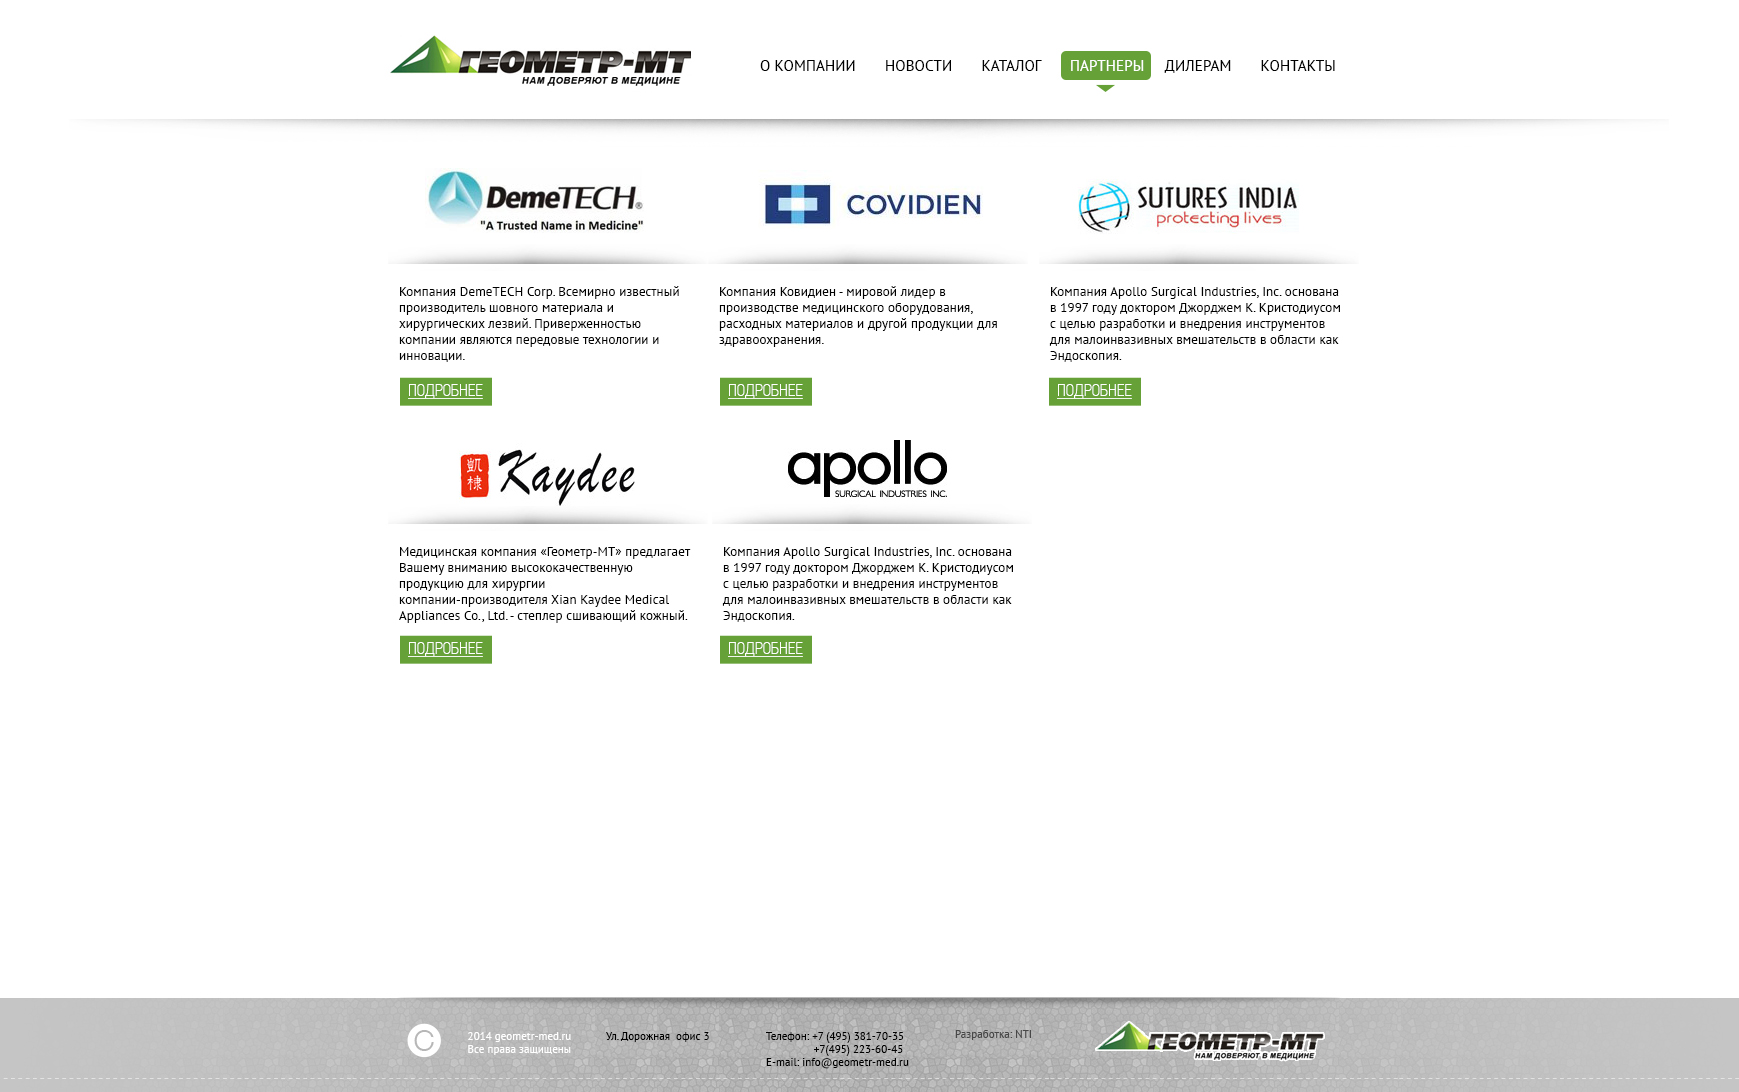 ГЕОМЕТР-МТ
НАМ ДОВЕРЯЮТ В МЕДИЦИНЕ
О КОМПАНИИ НОВОСТИ КАТАЛОГ ПАРТНЕРЫ ДИЛЕРАМ КОНТАКТЫ
DemeTECH®
"A Trusted Name in Medicine"
COVIDIEN
SUTURES INDIA
protecting lives
Компания DemeTECH Corp. Всемирно известный
производитель шовного материала и
хирургических лезвий. Приверженностью
компании являются передовые технологии и
инновации.
ПОДРОБНЕЕ
Компания Ковидиен - мировой лидер в
производстве медицинского оборудования,
расходных материалов и другой продукции для
здравоохранения.
ПОДРОБНЕЕ
Компания Apollo Surgical Industries, Inc. основана
в 1997 году доктором Джорджем К. Кристодиусом
с целью разработки и внедрения инструментов
для малоинвазивных вмешательств в области как
Эндоскопия.
ПОДРОБНЕЕ
凱棣
Kaydee
apollo
SURGICAL INDUSTRIES INC.
Медицинская компания «Геометр-МТ» предлагает
Вашему вниманию высококачественную
продукцию для хирургии
компании-производителя Xian Kaydee Medical
Appliances Co., Ltd. - степлер сшивающий кожный.
ПОДРОБНЕЕ
Компания Apollo Surgical Industries, Inc. основана
в 1997 году доктором Джорджем К. Кристодиусом
с целью разработки и внедрения инструментов
для малоинвазивных вмешательств в области как
Эндоскопия.
ПОДРОБНЕЕ
©
2014 geometr-med.ru
Все права защищены
Ул. Дорожная офис 3
Телефон: +7 (495) 381-70-35
+7(495) 223-60-45
E-mail: info@geometr-med.ru
Разработка: NTI
ГЕОМЕТР-МТ
НАМ ДОВЕРЯЮТ В МЕДИЦИНЕ